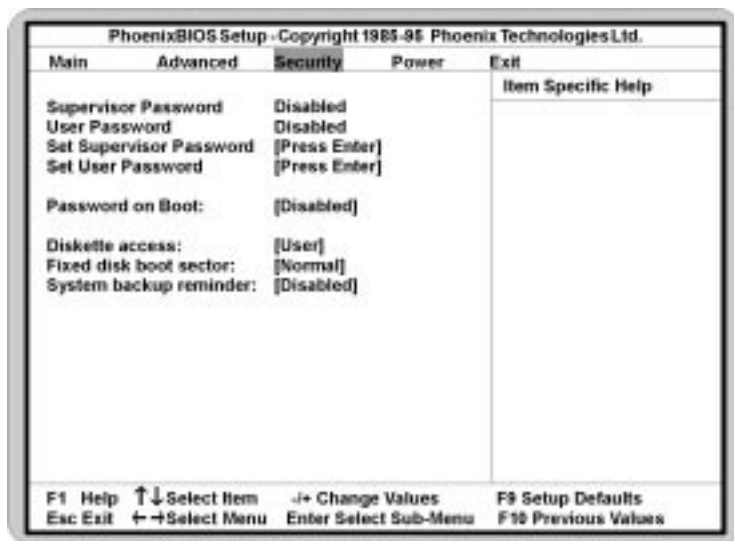 PhoenixBIOS Setup - Copyright 1985-95 Phoenix Technologies Ltd.
Main Advanced Security Power Exit
Item Specific Help
Supervisor Password Disabled
User Password Disabled
Set Supervisor Password [Press Enter]
Set User Password [Press Enter]
Password on Boot: [Disabled]
Diskette access: [User]
Fixed disk boot sector: [Normal]
System backup reminder: [Disabled]
F1 Help ↑↓ Select Item -/+ Change Values F9 Setup Defaults
Esc Exit ←→ Select Menu Enter Select Sub-Menu F10 Previous Values